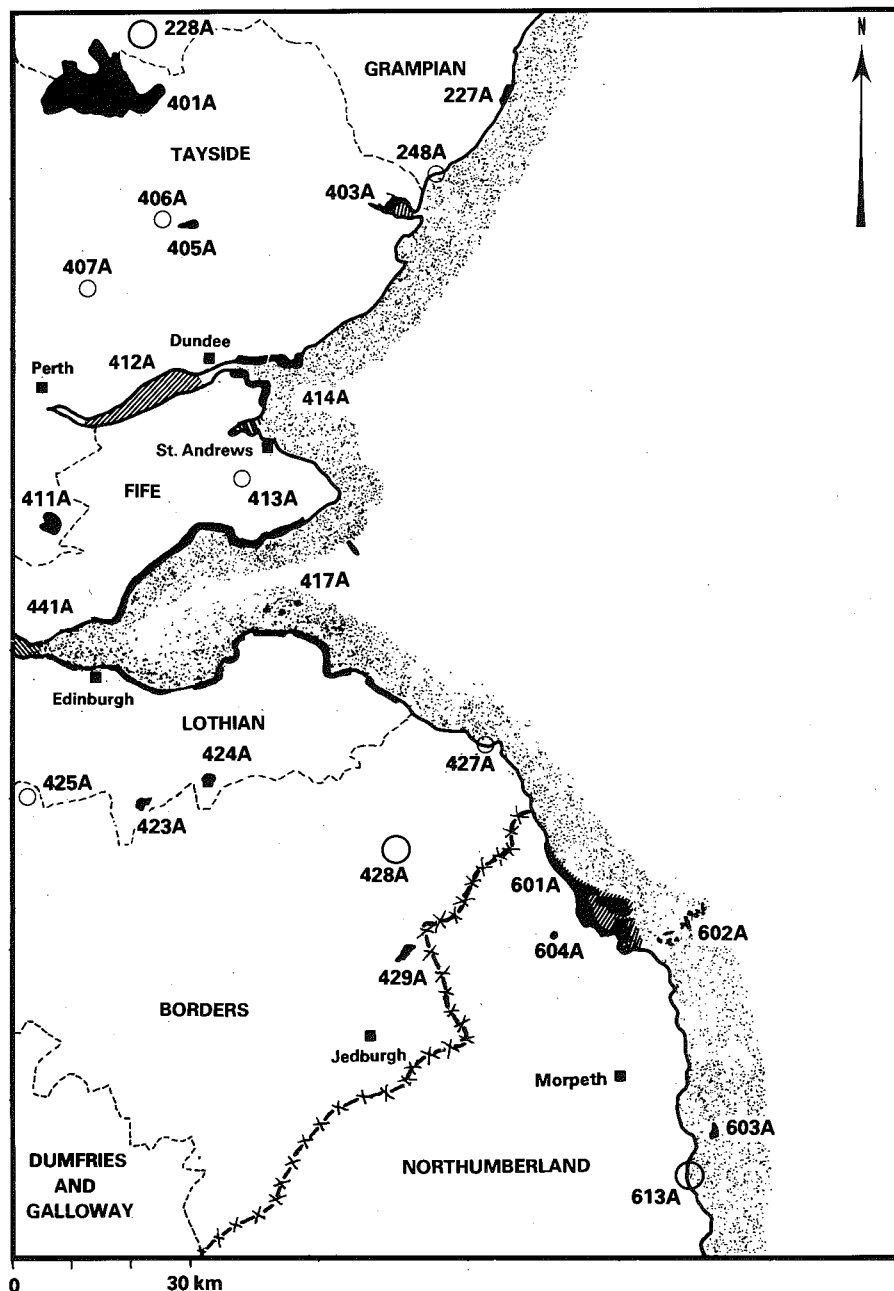 228A
N
GRAMPIAN
401A
227A
TAYSIDE
248A
403A
406A
405A
407A
Dundee
412A
Perth
414A
St. Andrews
FIFE
413A
411A
417A
441A
Edinburgh
LOTHIAN
424A
427A
425A
423A
428A
601A
602A
604A
429A
BORDERS
Jedburgh
Morpeth
603A
DUMFRIES
AND
GALLOWAY
NORTHUMBERLAND
613A
0 30 km